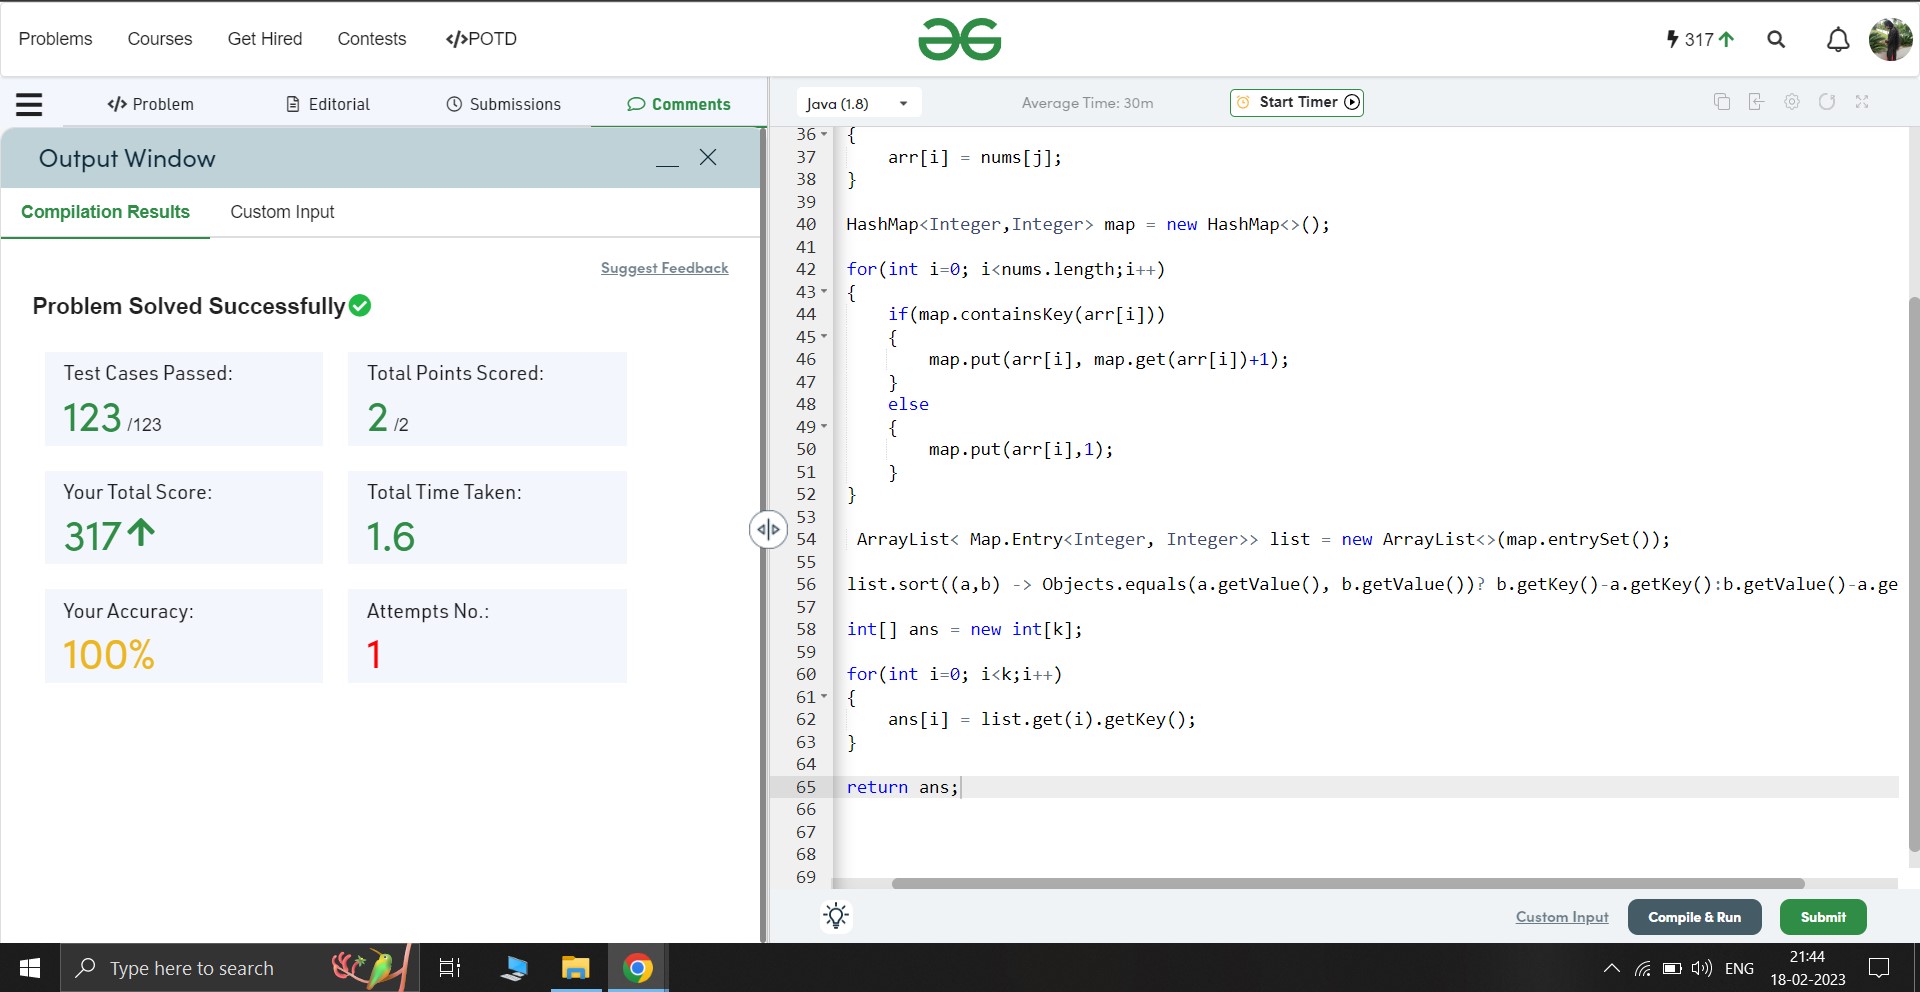 Problems Courses Get Hired Contests </>POTD
317
</> Problem Editorial Submissions Comments
Java (1.8) Average Time: 30m Start Timer
Output Window
Compilation Results Custom Input
Suggest Feedback
Problem Solved Successfully
Test Cases Passed: Total Points Scored:
123 /123 2 /2
Your Total Score: Total Time Taken:
317 1.6
Your Accuracy: Attempts No.:
100% 1
36 {
37 arr[i] = nums[j];
38 }
39
40 HashMap<Integer,Integer> map = new HashMap<>();
41
42 for(int i=0; i<nums.length;i++)
43 {
44 if(map.containsKey(arr[i]))
45 {
46 map.put(arr[i], map.get(arr[i])+1);
47 }
48 else
49 {
50 map.put(arr[i],1);
51 }
52 }
53
54 ArrayList< Map.Entry<Integer, Integer>> list = new ArrayList<>(map.entrySet());
55
56 list.sort((a,b) -> Objects.equals(a.getValue(), b.getValue())? b.getKey()-a.getKey():b.getValue()-a.ge
57
58 int[] ans = new int[k];
59
60 for(int i=0; i<k;i++)
61 {
62 ans[i] = list.get(i).getKey();
63 }
64
65 return ans;
66
67
68
69
Custom Input Compile & Run Submit
Type here to search
ENG
21:44
18-02-2023